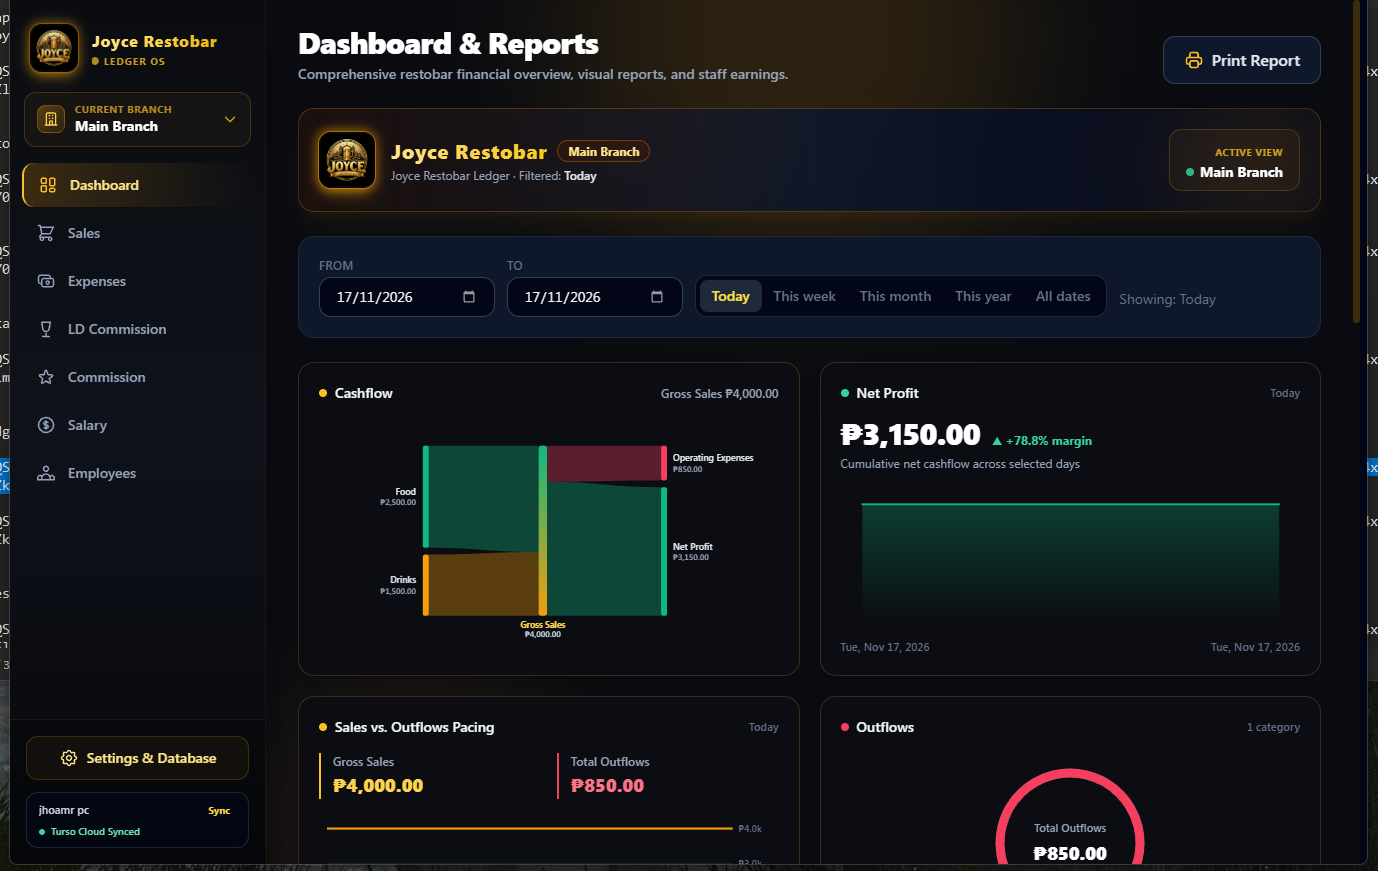 Joyce Restobar
LEDGER OS
CURRENT BRANCH
Main Branch
Dashboard
Sales
Expenses
LD Commission
Commission
Salary
Employees
Settings & Database
jhoamr pc
Sync
Turso Cloud Synced
Dashboard & Reports
Comprehensive restobar financial overview, visual reports, and staff earnings.
Print Report
JOYCE
Joyce Restobar
Main Branch
Joyce Restobar Ledger · Filtered: Today
ACTIVE VIEW
Main Branch
FROM
17/11/2026
TO
17/11/2026
Today
This week
This month
This year
All dates
Showing: Today
Cashflow
Gross Sales ₱4,000.00
Food
₱2,500.00
Drinks
₱1,500.00
Operating Expenses
₱850.00
Net Profit
₱3,150.00
Gross Sales
₱4,000.00
Net Profit
Today
₱3,150.00
▲ +78.8% margin
Cumulative net cashflow across selected days
Tue, Nov 17, 2026
Tue, Nov 17, 2026
Sales vs. Outflows Pacing
Today
Gross Sales
₱4,000.00
Total Outflows
₱850.00
₱4.0k
Outflows
1 category
Total Outflows
₱850.00